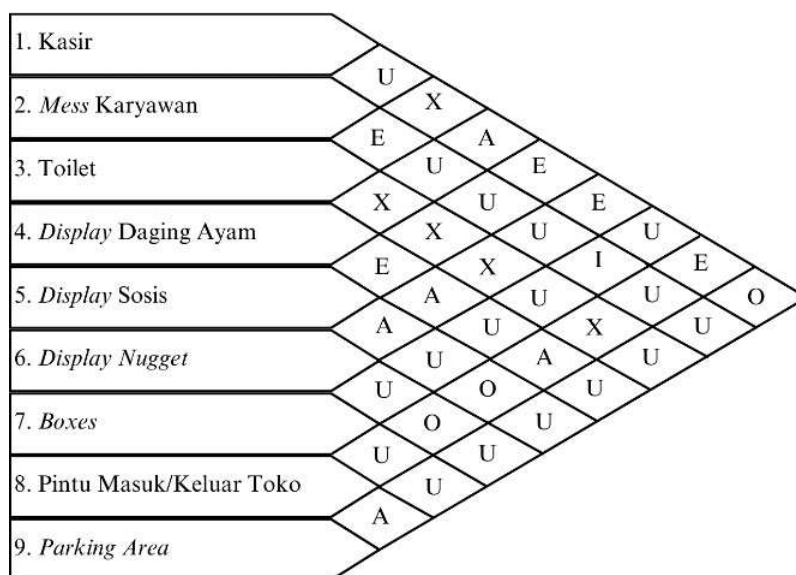 1. Kasir
U
2. Mess Karyawan X
E A
3. Toilet U E
X U E
4. Display Daging Ayam X U U
E X I E
5. Display Sosis A U U O
A U X U
6. Display Nugget U A U
U O U
7. Boxes O U
U U
8. Pintu Masuk/Keluar Toko U
A
9. Parking Area